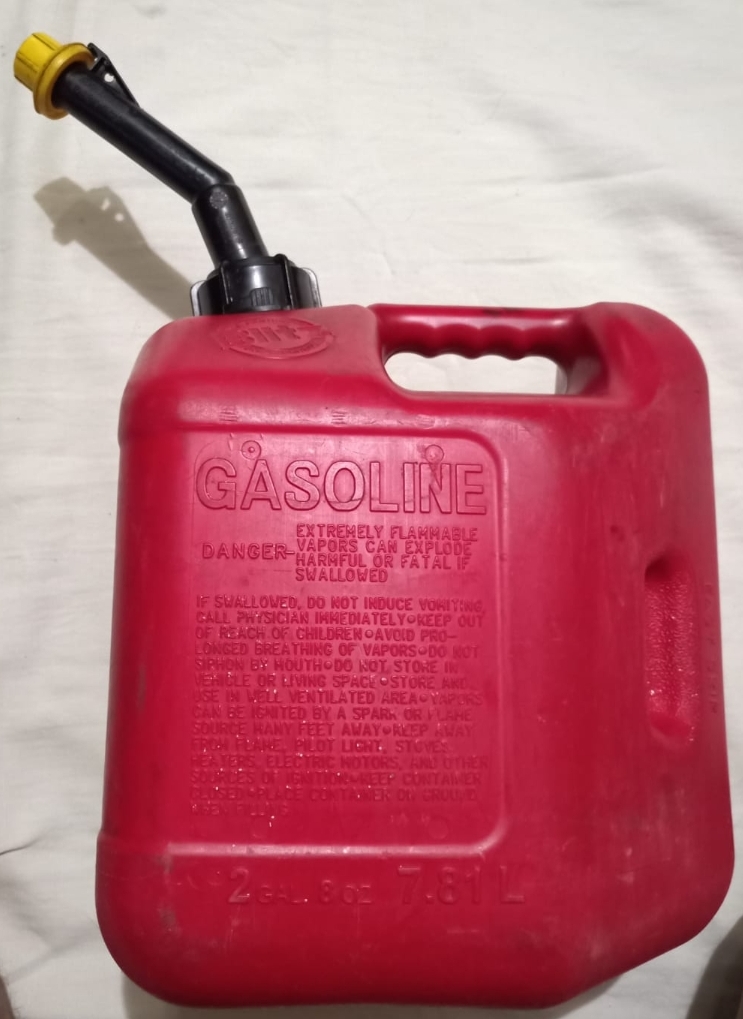 GASOLINE
DANGER-
EXTREMELY FLAMMABLE
VAPORS CAN EXPLODE
HARMFUL OR FATAL IF
SWALLOWED
IF SWALLOWED, DO NOT INDUCE VOMITING,
CALL PHYSICIAN IMMEDIATELY•KEEP OUT
OF REACH OF CHILDREN•AVOID PRO-
LONGED BREATHING OF VAPORS•DO NOT
SIPHON BY MOUTH•DO NOT STORE IN
VEHICLE OR LIVING SPACE•STORE AND
USE IN WELL VENTILATED AREA•VAPORS
CAN BE IGNITED BY A SPARK OR FLAME
SOURCE MANY FEET AWAY•KEEP AWAY
FROM FLAME, PILOT LIGHT, STOVES,
HEATERS, ELECTRIC MOTORS, AND OTHER
SOURCES OF IGNITION•KEEP CONTAINER
CLOSED•PLACE CONTAINER ON GROUND
WHEN FILLING
2 GAL. 8 OZ 7.81 L